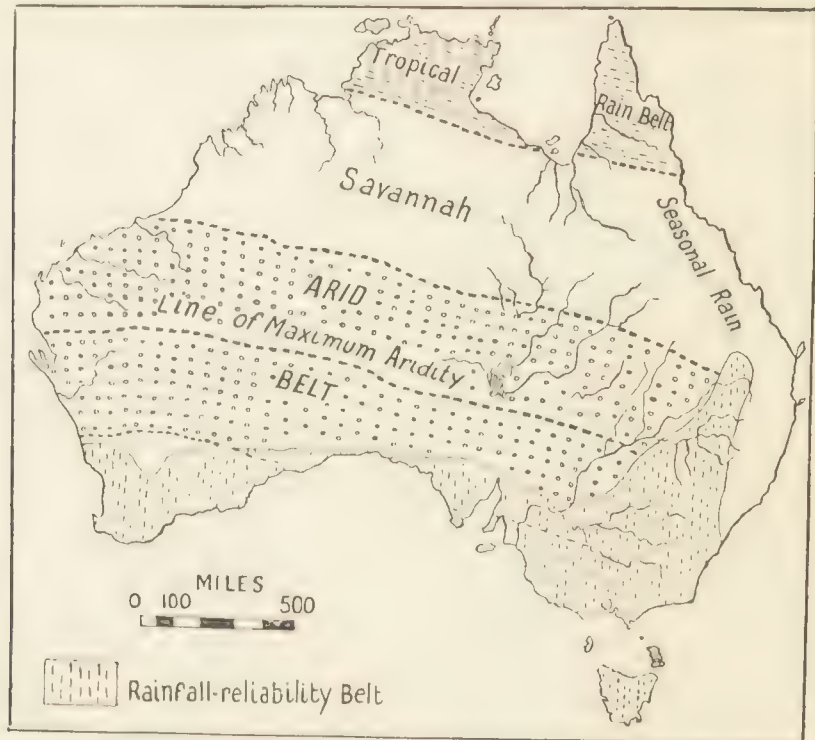 Tropical
Rain Belt
Savannah
Seasonal Rain
ARID
Line of Maximum Aridity
BELT
MILES
0 100 500
Rainfall-reliability Belt